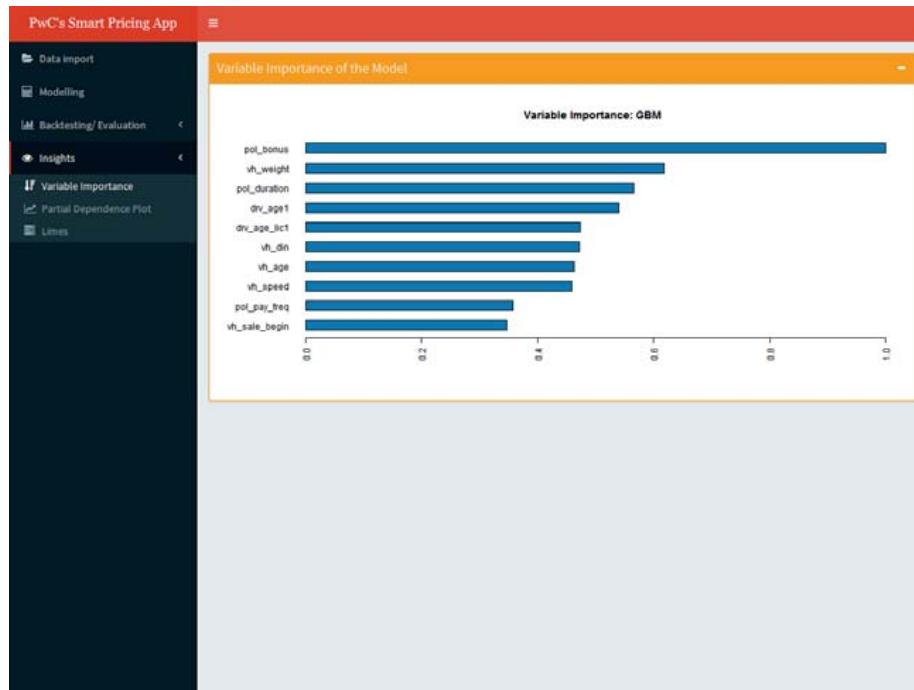 PwC's Smart Pricing App
Data import
Modelling
Backtesting/ Evaluation
Insights
Variable Importance
Partial Dependence Plot
Limes
Variable Importance of the Model
Variable Importance: GBM
pol_bonus
vh_weight
pol_duration
drv_age1
drv_age_lic1
vh_din
vh_age
vh_speed
pol_pay_freq
vh_sale_begin
0.0 0.2 0.4 0.6 0.8 1.0